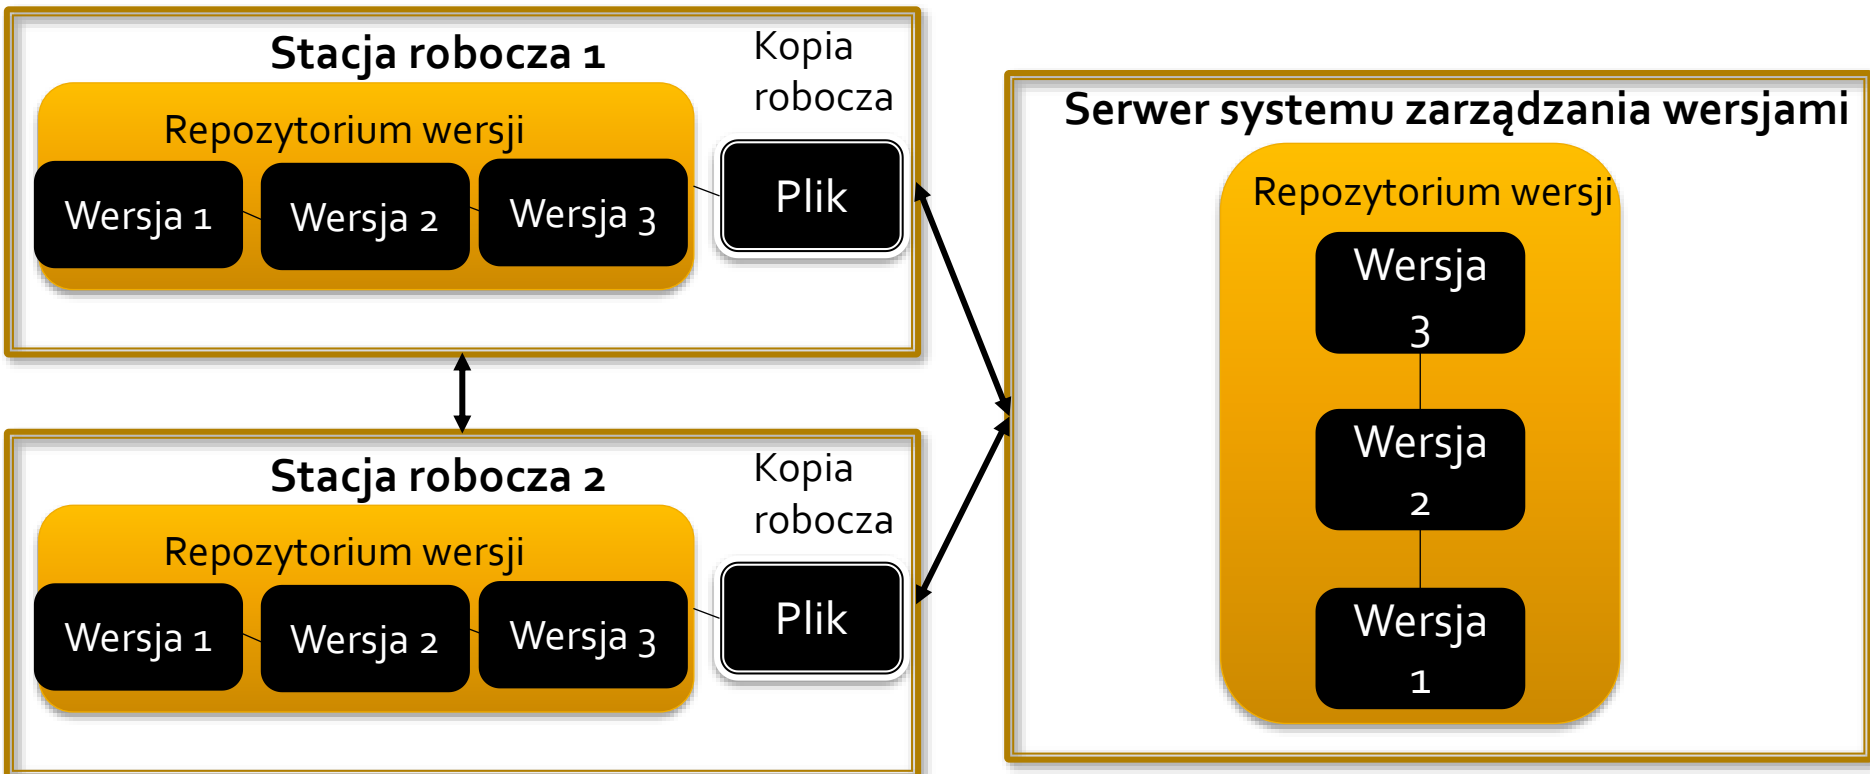 Stacja robocza 1
Kopia
robocza
Repozytorium wersji
Wersja 1
Wersja 2
Wersja 3
Plik
Stacja robocza 2
Kopia
robocza
Repozytorium wersji
Wersja 1
Wersja 2
Wersja 3
Plik
Serwer systemu zarządzania wersjami
Repozytorium wersji
Wersja
3
Wersja
2
Wersja
1